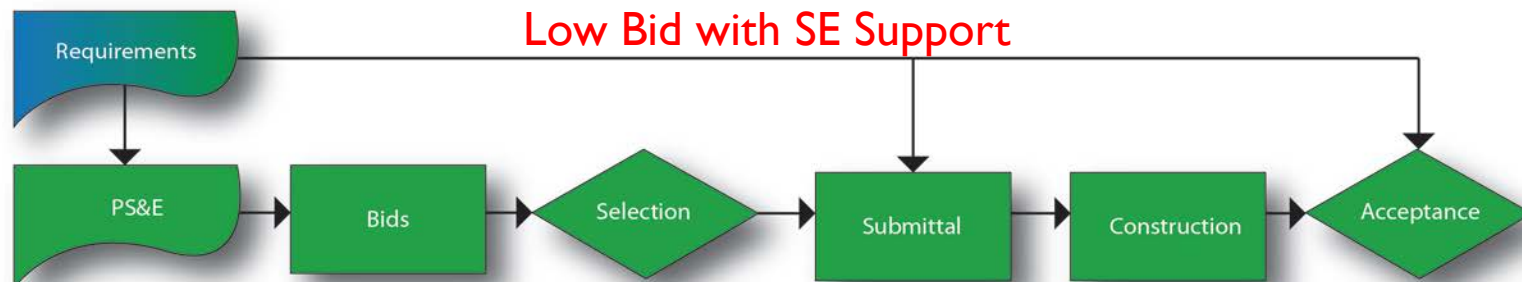 Low Bid with SE Support
Requirements
PS&E
Bids
Selection
Submittal
Construction
Acceptance